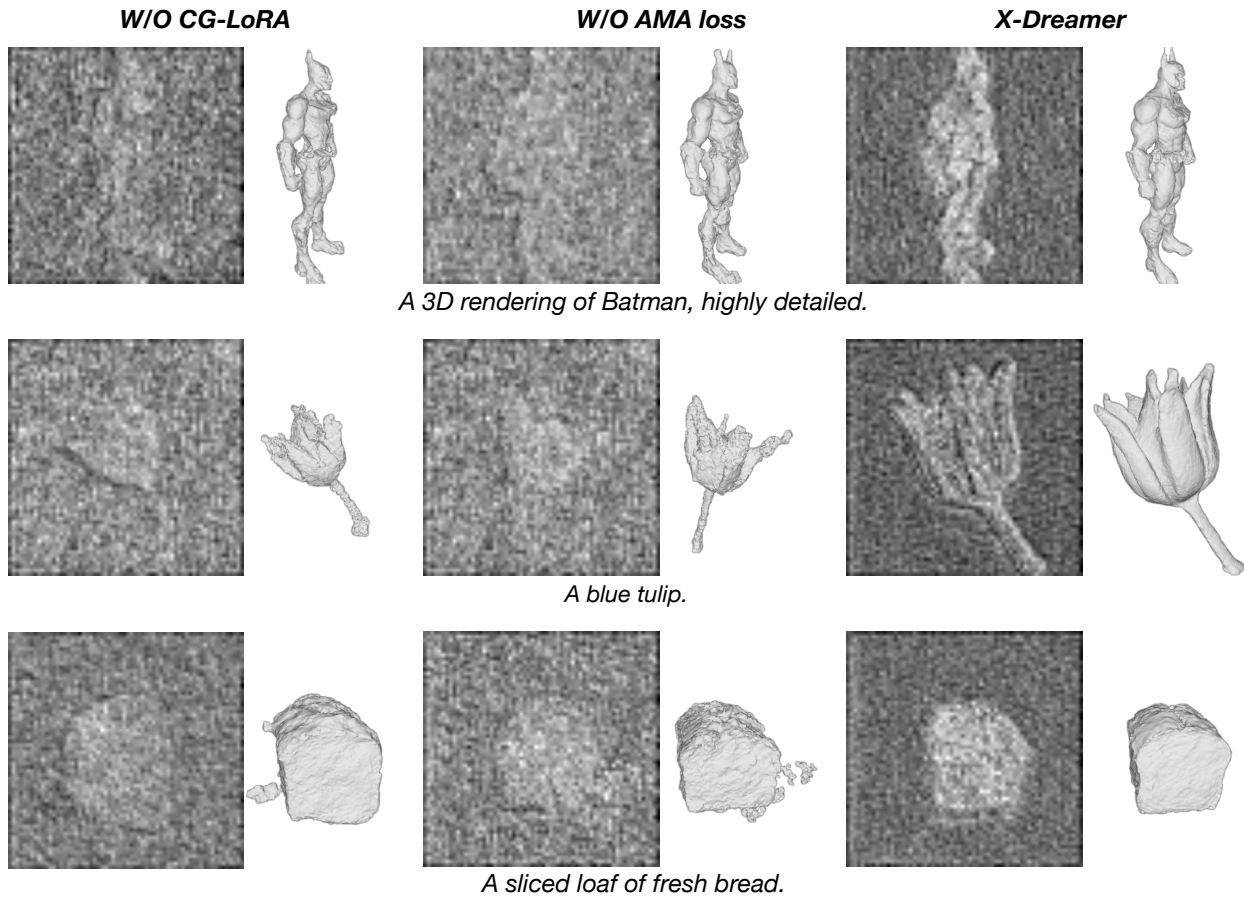 W/O CG-LoRA
W/O AMA loss
X-Dreamer
A 3D rendering of Batman, highly detailed.
A blue tulip.
A sliced loaf of fresh bread.